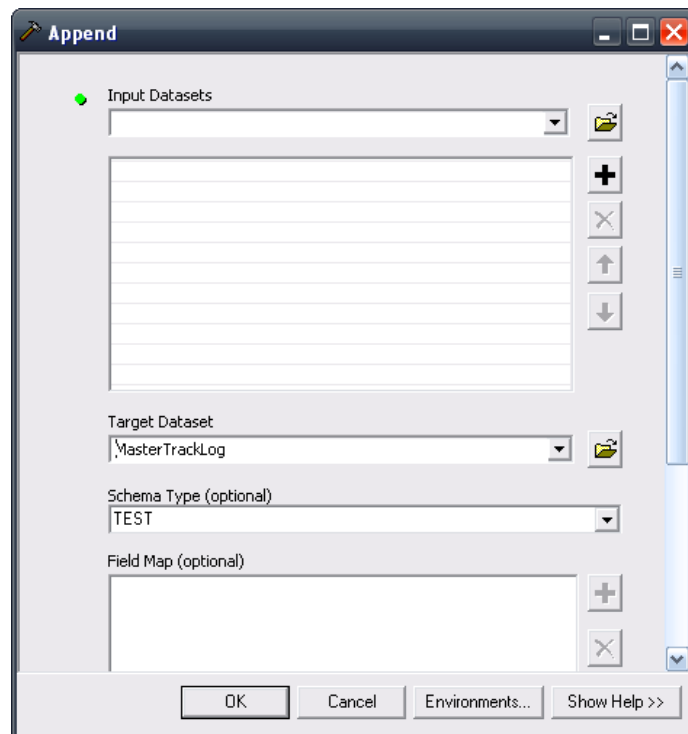 Append
Input Datasets
Target Dataset
MasterTrackLog
Schema Type (optional)
TEST
Field Map (optional)
OK
Cancel
Environments...
Show Help >>